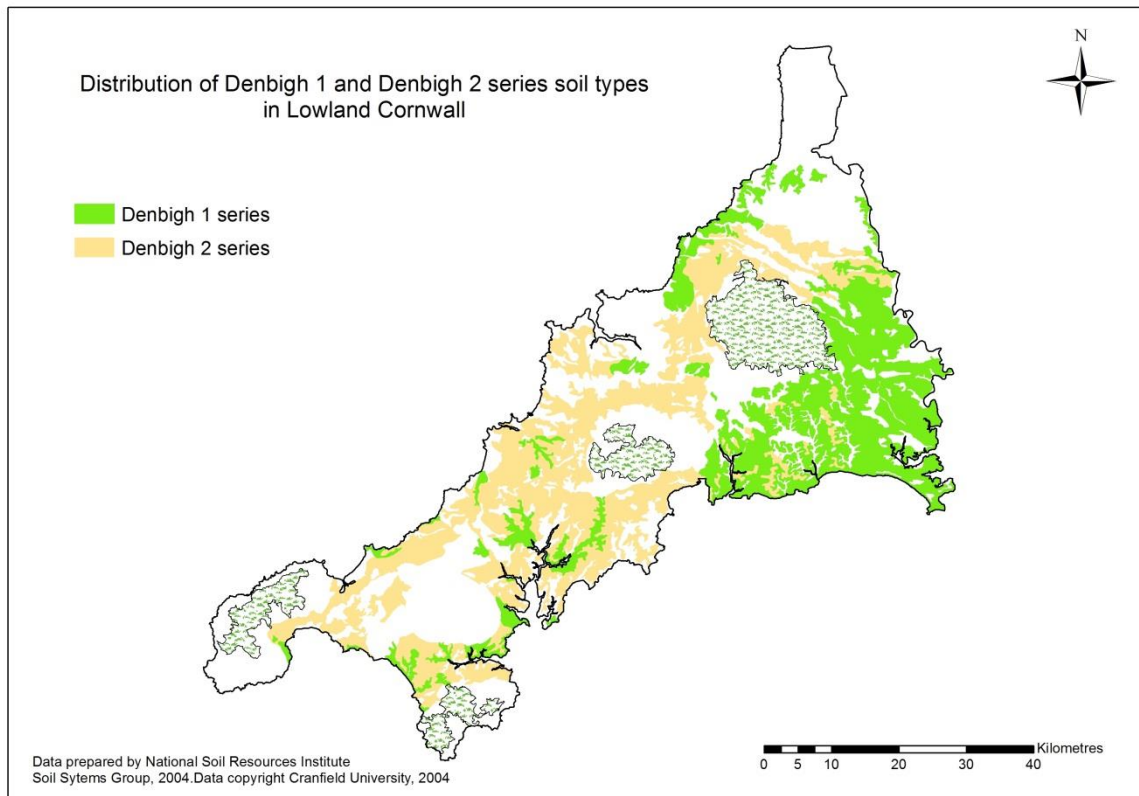 N
Distribution of Denbigh 1 and Denbigh 2 series soil types
in Lowland Cornwall
Denbigh 1 series
Denbigh 2 series
Kilometres
0 5 10 20 30 40
Data prepared by National Soil Resources Institute
Soil Sytems Group, 2004.Data copyright Cranfield University, 2004